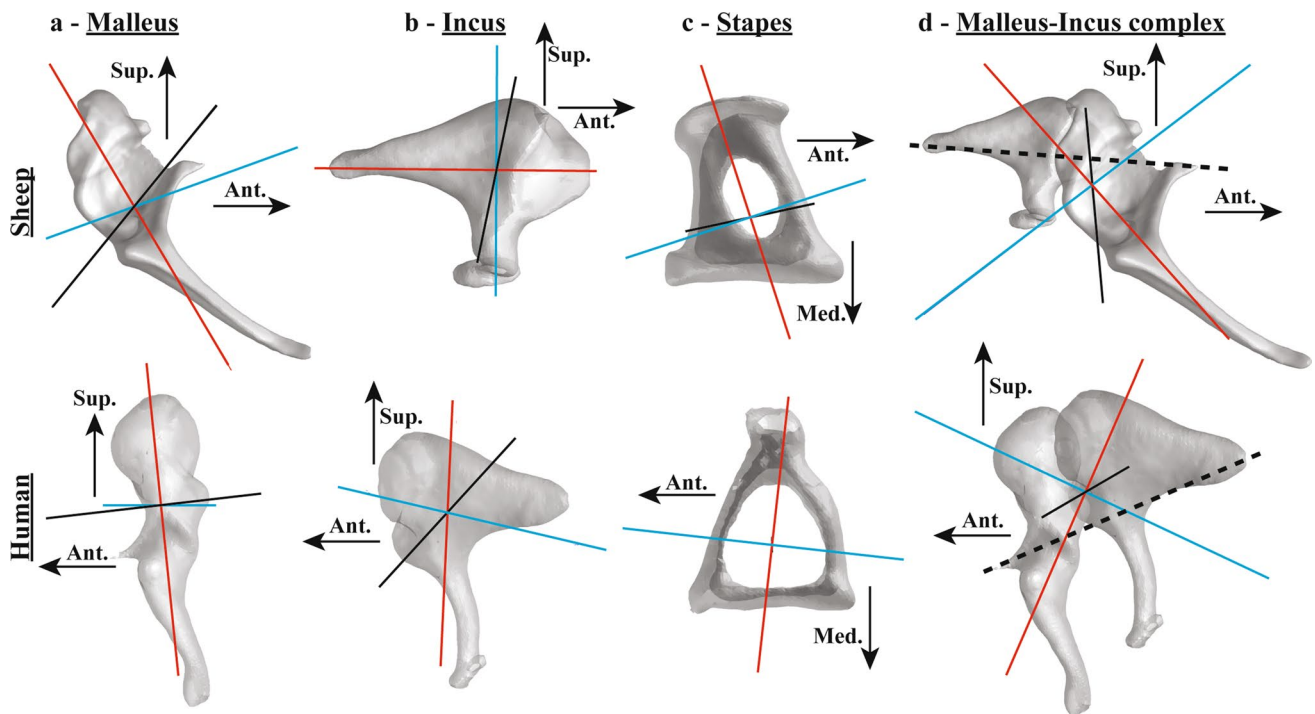 a - Malleus
b - Incus
c - Stapes
d - Malleus-Incus complex
Sheep
Sup.
Ant.
Sup.
Ant.
Ant.
Med.
Sup.
Ant.
Human
Sup.
Ant.
Sup.
Ant.
Ant.
Med.
Sup.
Ant.